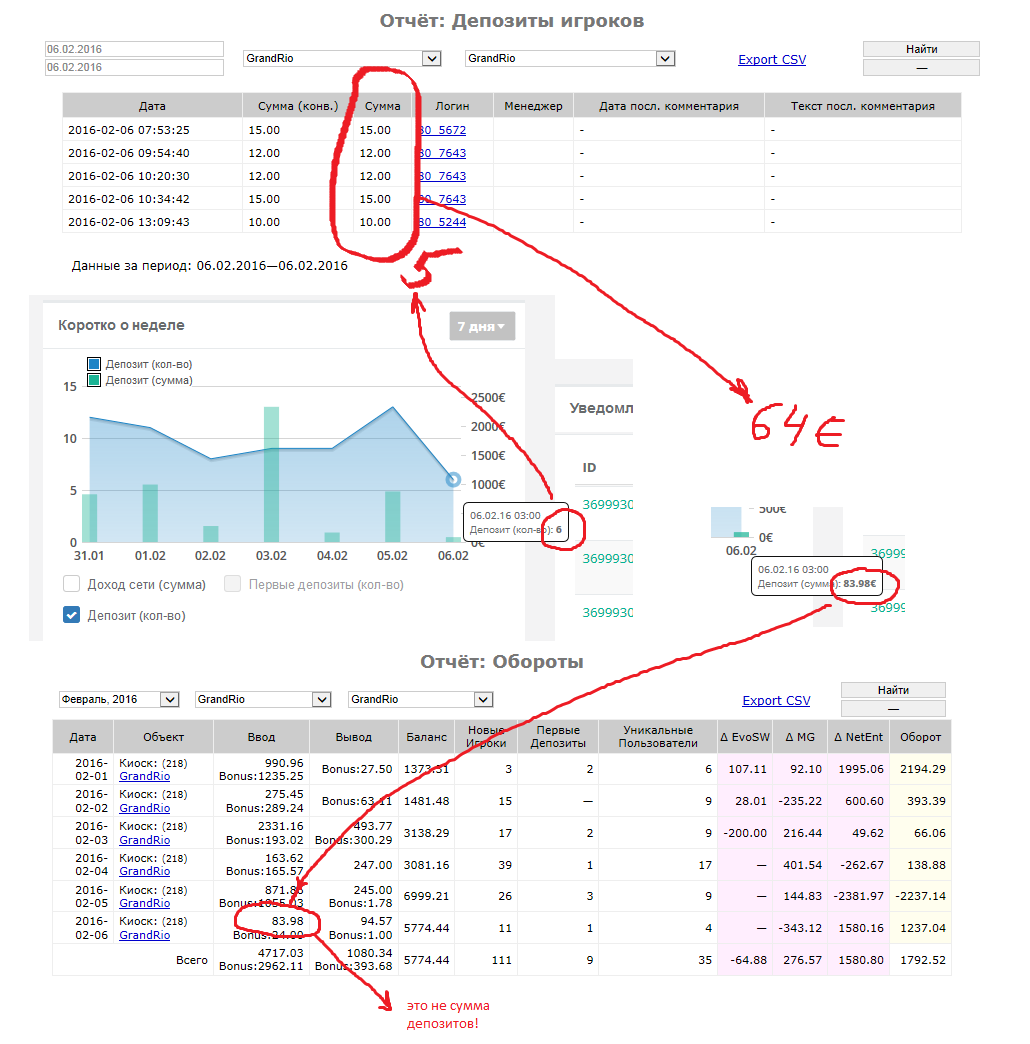 Отчёт: Депозиты игроков
06.02.2016
06.02.2016
GrandRio GrandRio Export CSV Найти
—
Дата Сумма (конв.) Сумма Логин Менеджер Дата посл. комментария Текст посл. комментария
2016-02-06 07:53:25 15.00 15.00 30_5672 - -
2016-02-06 09:54:40 12.00 12.00 30_7643 - -
2016-02-06 10:20:30 12.00 12.00 30_7643 - -
2016-02-06 10:34:42 15.00 15.00 30_7643 - -
2016-02-06 13:09:43 10.00 10.00 30_5244 - -
Данные за период: 06.02.2016—06.02.2016
5
Коротко о неделе
7 дня
Депозит (кол-во)
Депозит (сумма)
15
10
5
0
2500€
2000€
1500€
1000€
0€
31.01 01.02 02.02 03.02 04.02 05.02 06.02
06.02.16 03:00
Депозит (кол-во): 6
Доход сети (сумма) Первые депозиты (кол-во)
Депозит (кол-во)
Уведомл
ID
3699930
3699930
3699930
64€
500€
0€
06.02
06.02.16 03:00
Депозит (сумма): 83.98€
36999
36999
Отчёт: Обороты
Февраль, 2016 GrandRio GrandRio Export CSV Найти
—
Дата Объект Ввод Вывод Баланс Новые Игроки Первые Депозиты Уникальные Пользователи Δ EvoSW Δ MG Δ NetEnt Оборот
2016-02-01 Киоск: (218) GrandRio 990.96 Bonus:1235.25 Bonus:27.50 1373.31 3 2 6 107.11 92.10 1995.06 2194.29
2016-02-02 Киоск: (218) GrandRio 275.45 Bonus:289.24 Bonus:63.11 1481.48 15 — 9 28.01 -235.22 600.60 393.39
2016-02-03 Киоск: (218) GrandRio 2331.16 Bonus:193.02 493.77 Bonus:300.29 3138.29 17 2 9 -200.00 216.44 49.62 66.06
2016-02-04 Киоск: (218) GrandRio 163.62 Bonus:165.57 247.00 3081.16 39 1 17 — 401.54 -262.67 138.88
2016-02-05 Киоск: (218) GrandRio 871.86 Bonus:1055.03 245.00 Bonus:1.78 6999.21 26 3 9 — 144.83 -2381.97 -2237.14
2016-02-06 Киоск: (218) GrandRio 83.98 Bonus:24.00 94.57 Bonus:1.00 5774.44 11 1 4 — -343.12 1580.16 1237.04
Всего 4717.03 Bonus:2962.11 1080.34 Bonus:393.68 5774.44 111 9 35 -64.88 276.57 1580.80 1792.52
это не сумма
депозитов!